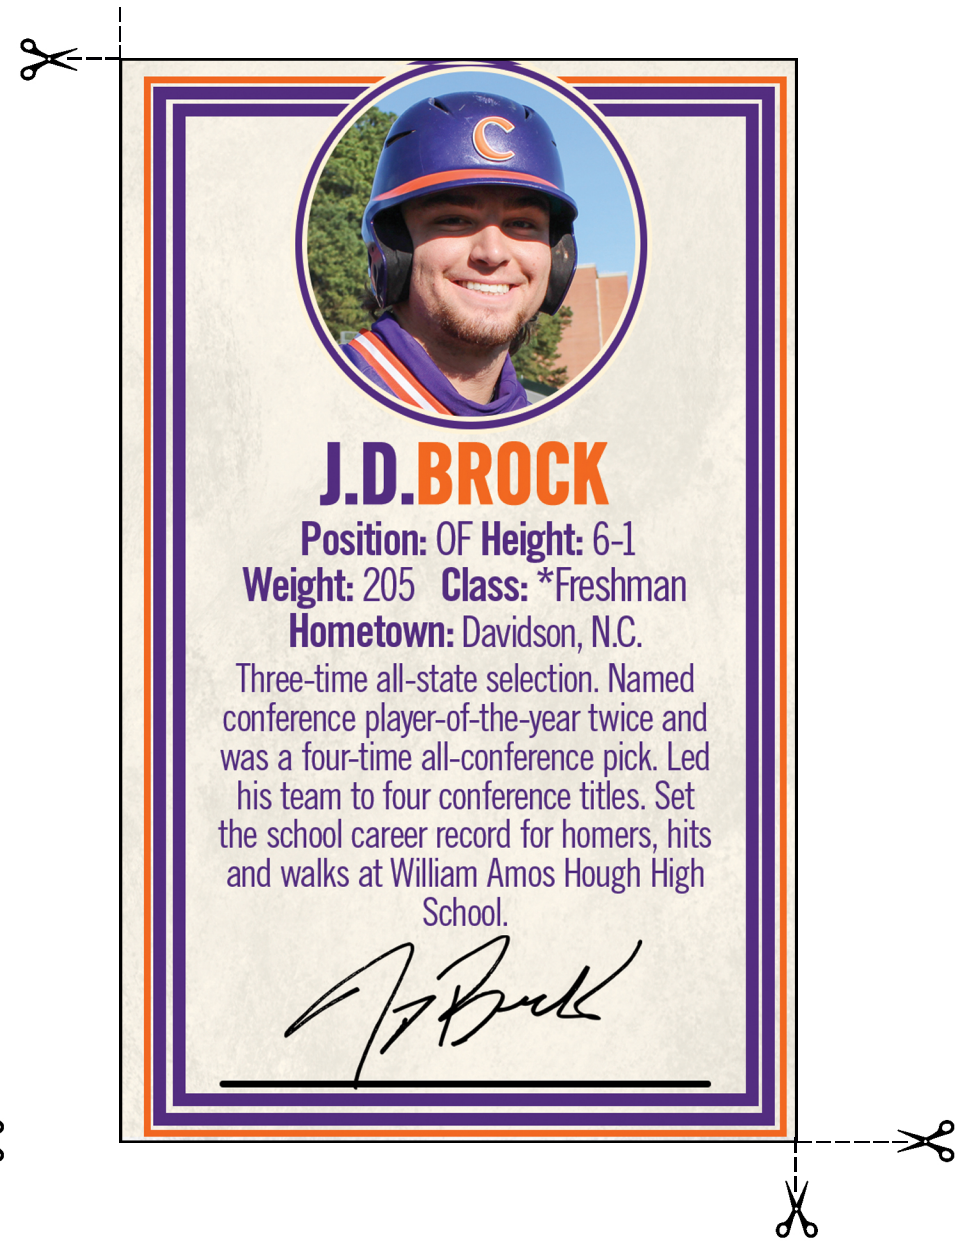 C
J.D.BROCK
Position: OF Height: 6-1
Weight: 205 Class: *Freshman
Hometown: Davidson, N.C.
Three-time all-state selection. Named
conference player-of-the-year twice and
was a four-time all-conference pick. Led
his team to four conference titles. Set
the school career record for homers, hits
and walks at William Amos Hough High
School.
JD Brock